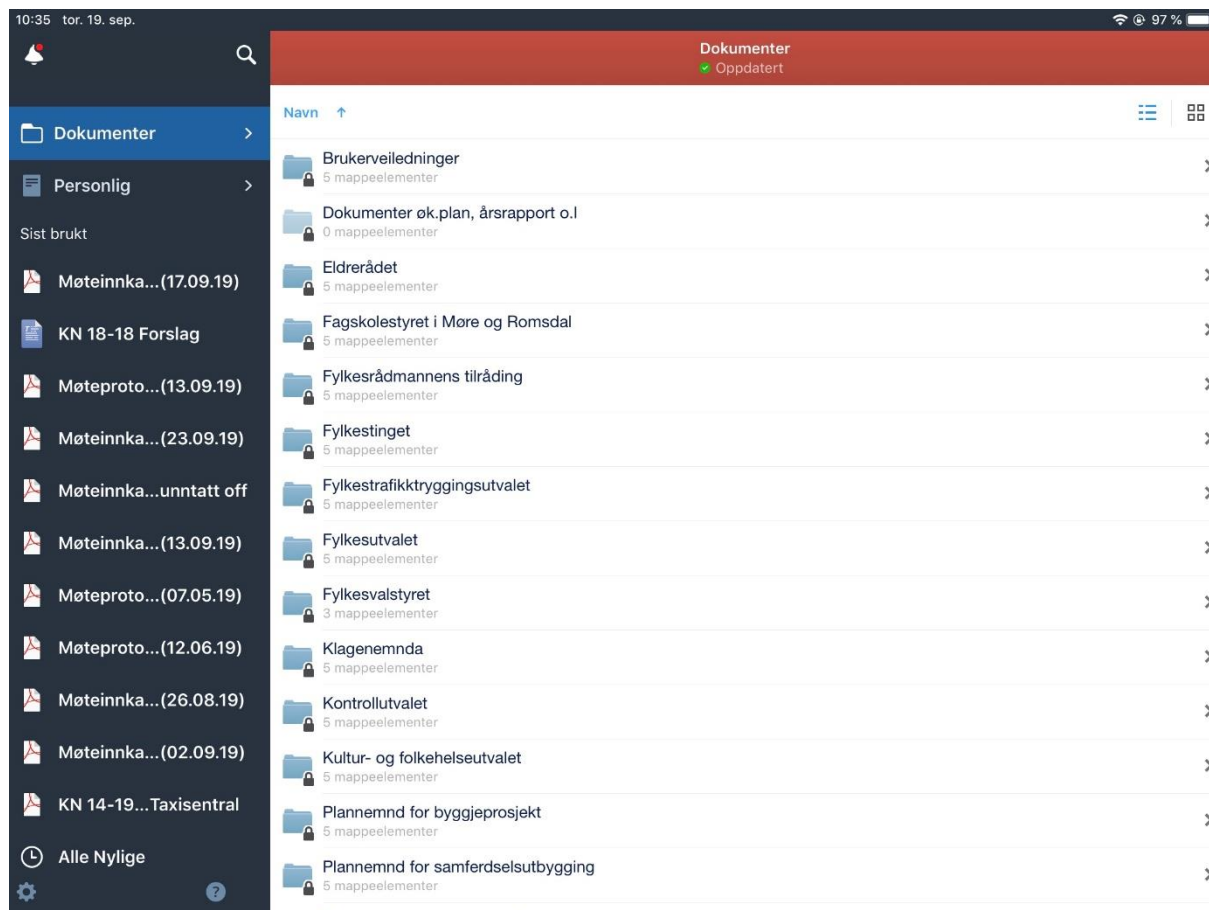 10:35 tor. 19. sep.
97 %
Dokumenter
Oppdatert
Dokumenter
Personlig
Sist brukt
Møteinnka...(17.09.19)
KN 18-18 Forslag
Møteproto...(13.09.19)
Møteinnka...(23.09.19)
Møteinnka...unntatt off
Møteinnka...(13.09.19)
Møteproto...(07.05.19)
Møteproto...(12.06.19)
Møteinnka...(26.08.19)
Møteinnka...(02.09.19)
KN 14-19...Taxisentral
Alle Nylige
Navn
Brukerveiledninger
5 mappeelementer
Dokumenter øk.plan, årsrapport o.l
0 mappeelementer
Eldrerådet
5 mappeelementer
Fagskolestyret i Møre og Romsdal
5 mappeelementer
Fylkesrådmannens tilråding
5 mappeelementer
Fylkestinget
5 mappeelementer
Fylkestrafikktryggingsutvalet
5 mappeelementer
Fylkesutvalet
5 mappeelementer
Fylkesvalstyret
3 mappeelementer
Klagenemnda
5 mappeelementer
Kontrollutvalet
5 mappeelementer
Kultur- og folkehelseutvalet
5 mappeelementer
Plannemnd for byggjeprosjekt
5 mappeelementer
Plannemnd for samferdselsutbygging
5 mappeelementer